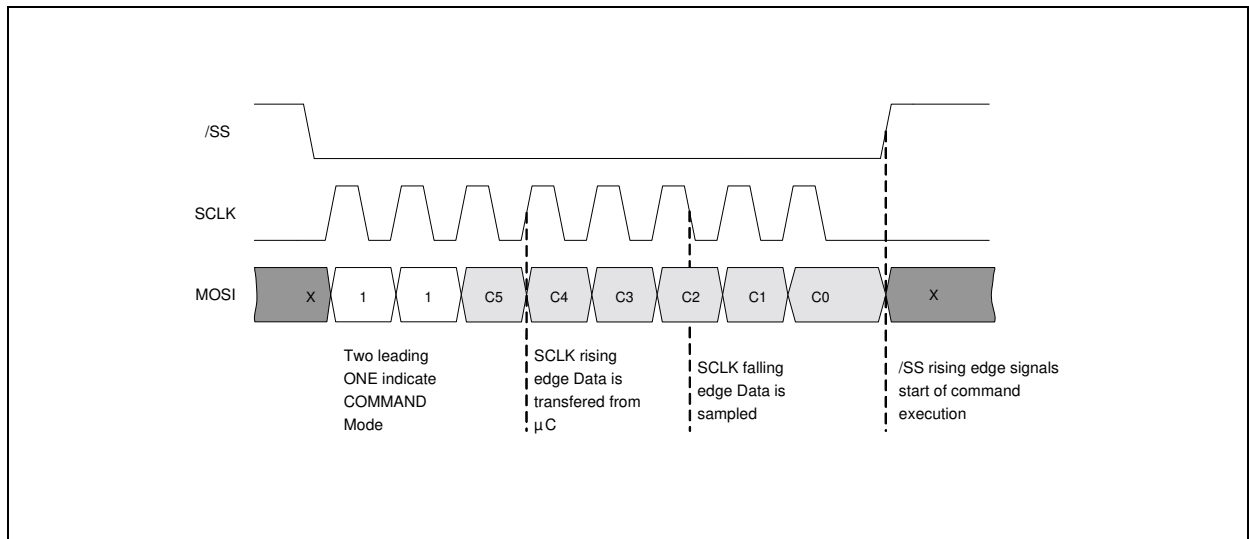 /SS
SCLK
MOSI
X
1
1
C5
C4
C3
C2
C1
C0
X
Two leading
ONE indicate
COMMAND
Mode
SCLK rising
edge Data is
transfered from
µC
SCLK falling
edge Data is
sampled
/SS rising edge signals
start of command
execution